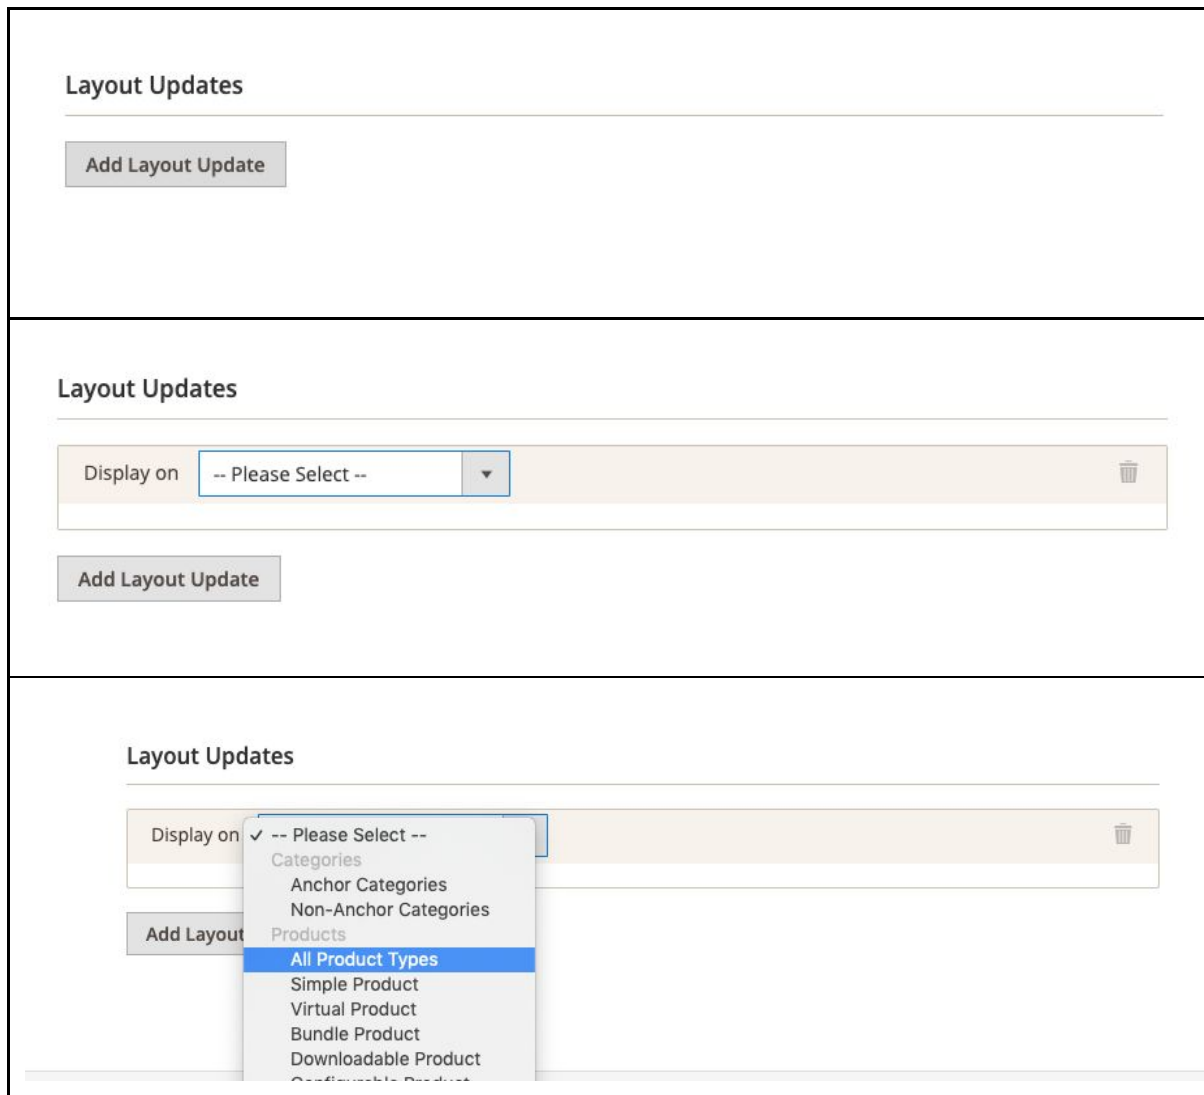 Layout Updates
Add Layout Update
Layout Updates
Display on -- Please Select --
Add Layout Update
Layout Updates
Display on ✓ -- Please Select --
Categories
Anchor Categories
Non-Anchor Categories
Add Layout Products
All Product Types
Simple Product
Virtual Product
Bundle Product
Downloadable Product